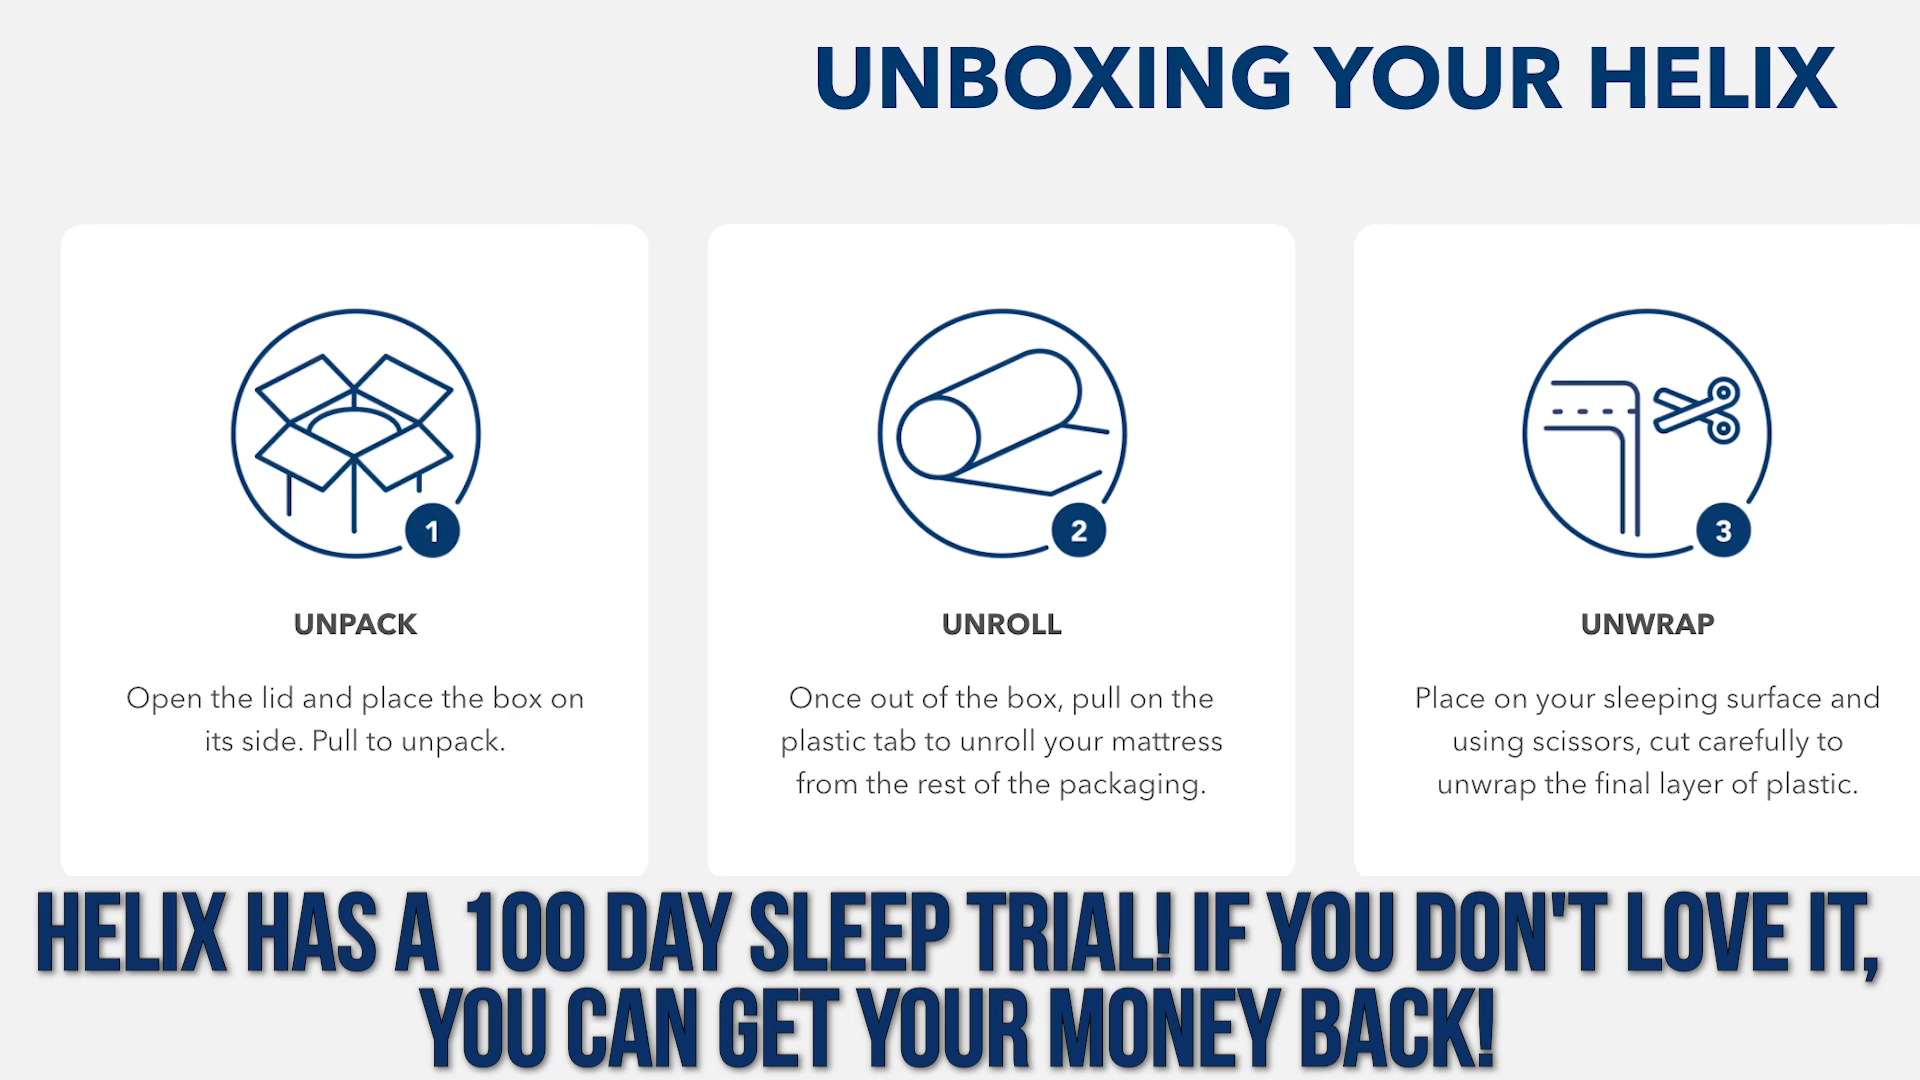 UNBOXING YOUR HELIX
1
UNPACK
Open the lid and place the box on
its side. Pull to unpack.
2
UNROLL
Once out of the box, pull on the
plastic tab to unroll your mattress
from the rest of the packaging.
3
UNWRAP
Place on your sleeping surface and
using scissors, cut carefully to
unwrap the final layer of plastic.
HELIX HAS A 100 DAY SLEEP TRIAL! IF YOU DON'T LOVE IT,
YOU CAN GET YOUR MONEY BACK!